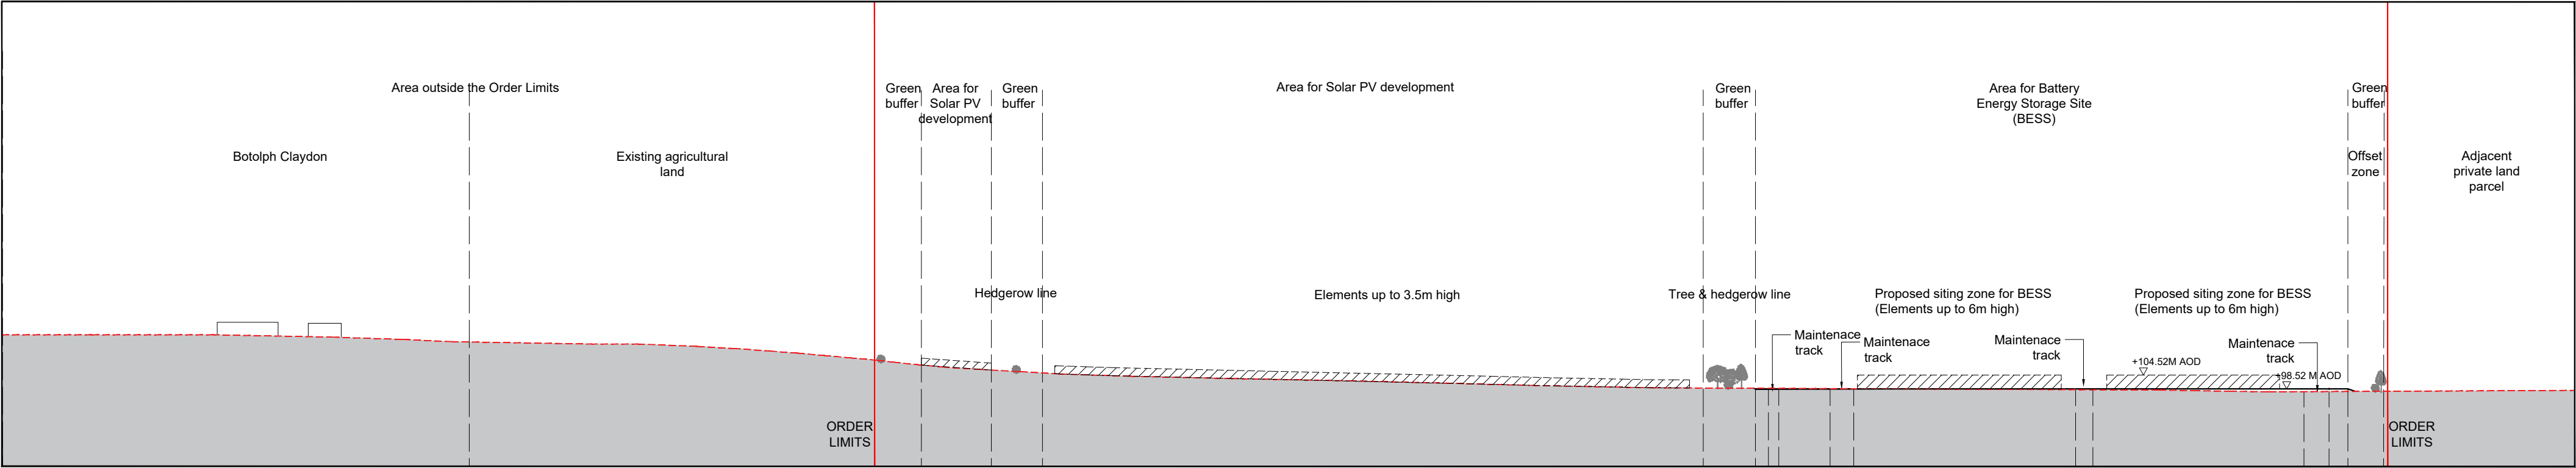 Area outside the Order Limits
Botolph Claydon
Existing agricultural
land
Green
buffer
Area for
Solar PV
development
Green
buffer
Area for Solar PV development
Green
buffer
Area for Battery
Energy Storage Site
(BESS)
Green
buffer
Offset
zone
Adjacent
private land
parcel
Hedgerow line
Elements up to 3.5m high
Tree & hedgerow line
Proposed siting zone for BESS
(Elements up to 6m high)
Proposed siting zone for BESS
(Elements up to 6m high)
Maintenace
track
Maintenace
track
Maintenace
track
Maintenace
track
+104.52M AOD
+98.52 M AOD
ORDER
LIMITS
ORDER
LIMITS